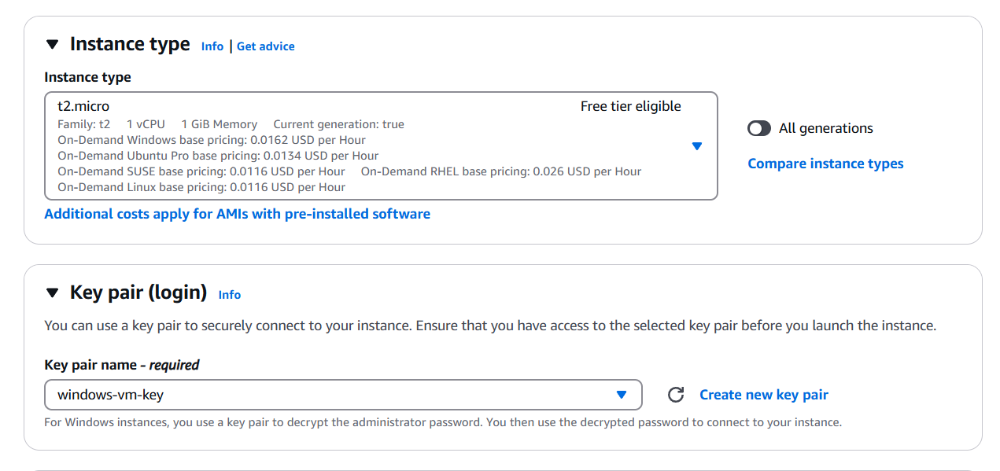 Instance type Info | Get advice
Instance type
t2.micro Free tier eligible
Family: t2 1 vCPU 1 GiB Memory Current generation: true
On-Demand Windows base pricing: 0.0162 USD per Hour
On-Demand Ubuntu Pro base pricing: 0.0134 USD per Hour
On-Demand SUSE base pricing: 0.0116 USD per Hour On-Demand RHEL base pricing: 0.026 USD per Hour
On-Demand Linux base pricing: 0.0116 USD per Hour
All generations
Compare instance types
Additional costs apply for AMIs with pre-installed software
Key pair (login) Info
You can use a key pair to securely connect to your instance. Ensure that you have access to the selected key pair before you launch the instance.
Key pair name - required
windows-vm-key
Create new key pair
For Windows instances, you use a key pair to decrypt the administrator password. You then use the decrypted password to connect to your instance.